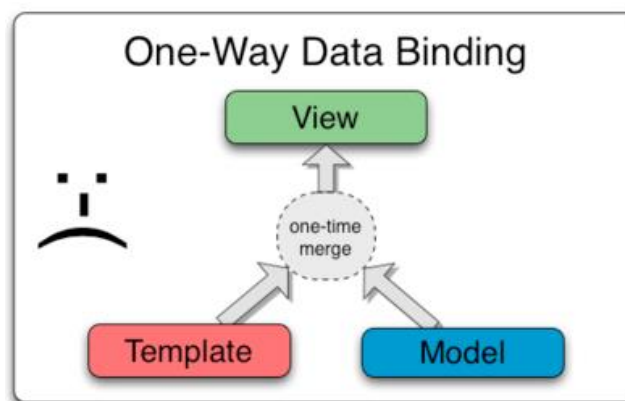 One-Way Data Binding
View
one-time
merge
Template
Model